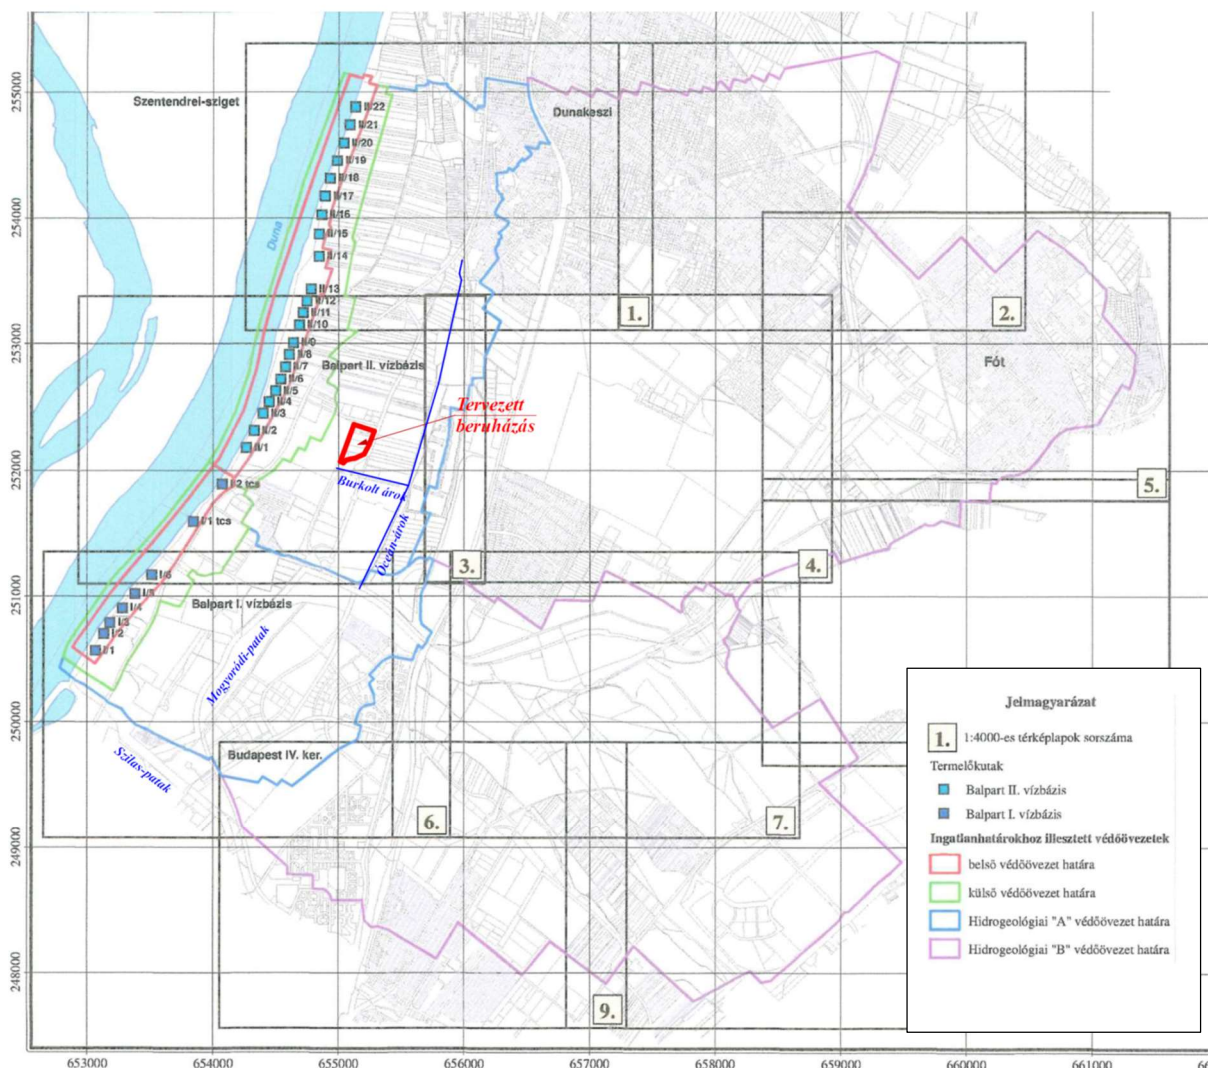 Szentendrei-sziget
Dunakeszi
Duna
II/22
II/21
II/20
II/19
II/18
II/17
II/16
II/15
II/14
II/13
II/12
II/11
II/10
II/9
II/8
II/7
II/6
II/5
II/4
II/3
II/2
II/1
I/2 tcs
I/1 tcs
I/6
I/5
I/4
I/3
I/2
I/1
1.
2.
Fót
Balpart II. vízbázis
Tervezett
beruházás
Burkolt árok
Óceán-árok
5.
3.
4.
Balpart I. vízbázis
Mogyoródi-patak
Szilas-patak
Budapest IV. ker.
6.
7.
9.
Jelmagyarázat
1. 1:4000-es térképlapok sorszáma
Termelőkutak
Balpart II. vízbázis
Balpart I. vízbázis
Ingatlanhatárokhoz illesztett védőövezetek
belső védőövezet határa
külső védőövezet határa
Hidrogeológiai "A" védőövezet határa
Hidrogeológiai "B" védőövezet határa
255000
254000
253000
252000
251000
250000
249000
248000
653000 654000 655000 656000 657000 658000 659000 660000 661000